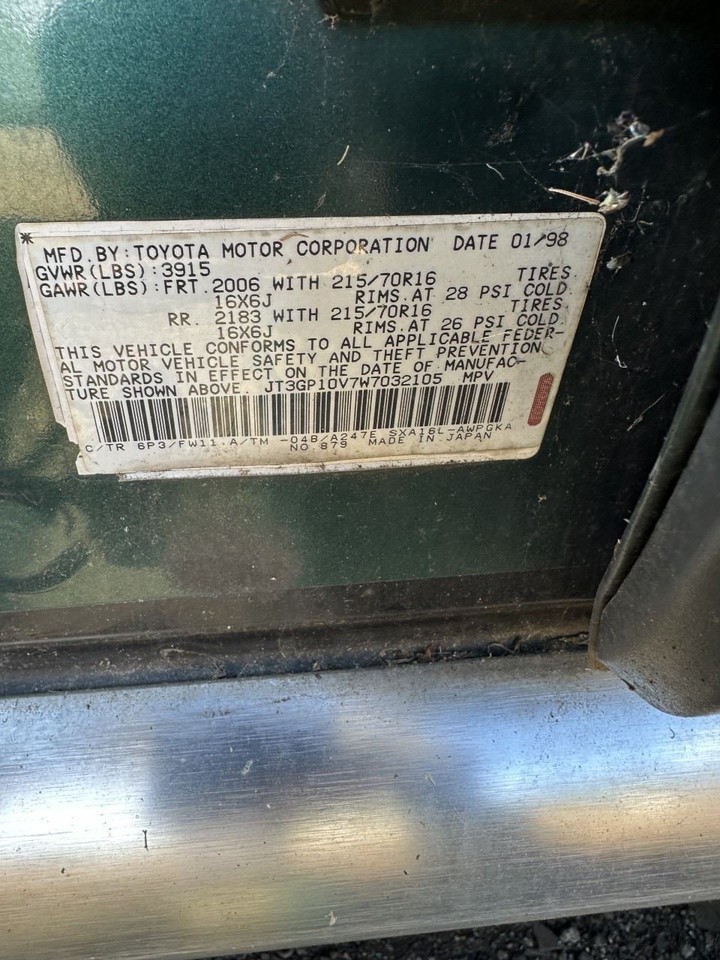 * MFD.BY:TOYOTA MOTOR CORPORATION DATE 01/98
GVWR(LBS):3915
GAWR(LBS):FRT.2006 WITH 215/70R16 TIRES.
16X6J RIMS.AT 28 PSI COLD.
RR. 2183 WITH 215/70R16 TIRES.
16X6J RIMS.AT 26 PSI COLD.
THIS VEHICLE CONFORMS TO ALL APPLICABLE FEDER-
AL MOTOR VEHICLE SAFETY AND THEFT PREVENTION
STANDARDS IN EFFECT ON THE DATE OF MANUFAC-
TURE SHOWN ABOVE. JT3GP10V7W7032105 MPV
C/TR 6P3/FW11.A/TM -04B/A247E SXA16L-AWPGKA
NO.879 MADE IN JAPAN